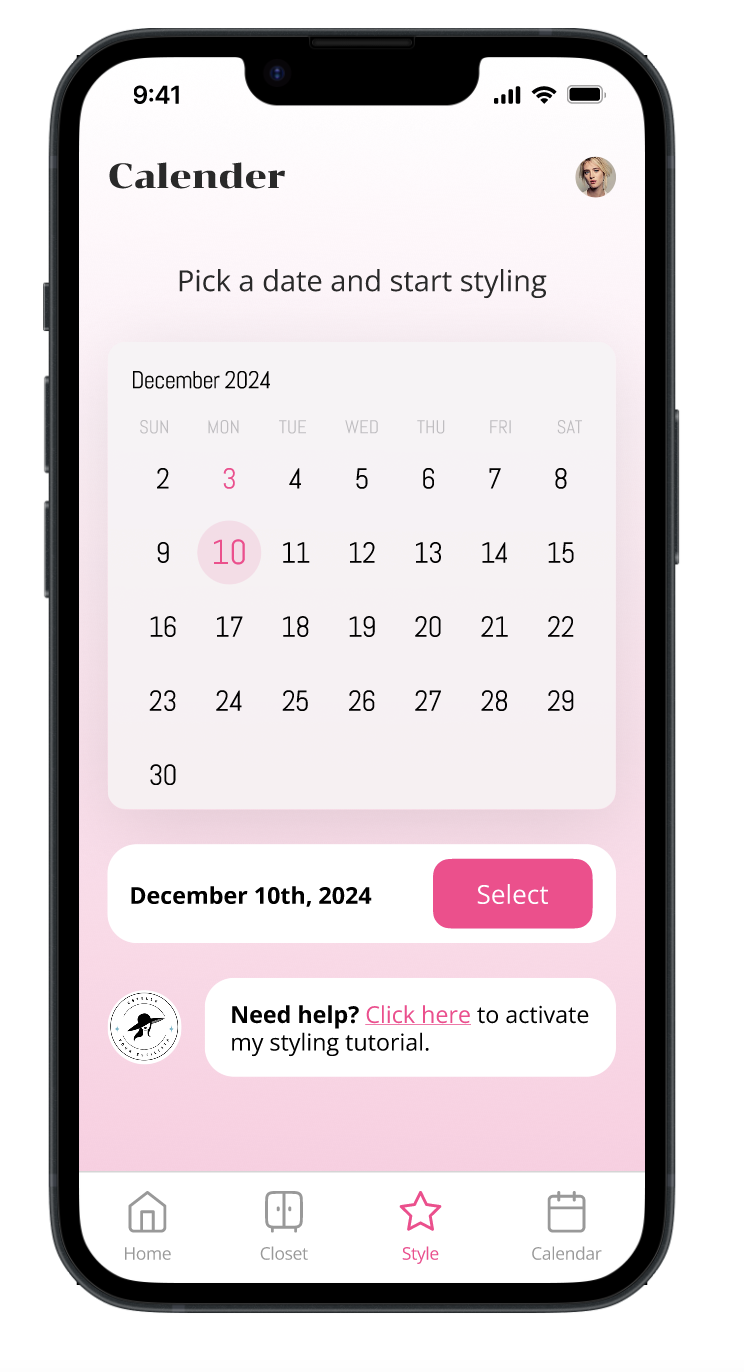 9:41
Calender
Pick a date and start styling
December 2024
SUN MON TUE WED THU FRI SAT
2 3 4 5 6 7 8
9 10 11 12 13 14 15
16 17 18 19 20 21 22
23 24 25 26 27 28 29
30
December 10th, 2024 Select
Need help? Click here to activate
my styling tutorial.
Home Closet Style Calendar